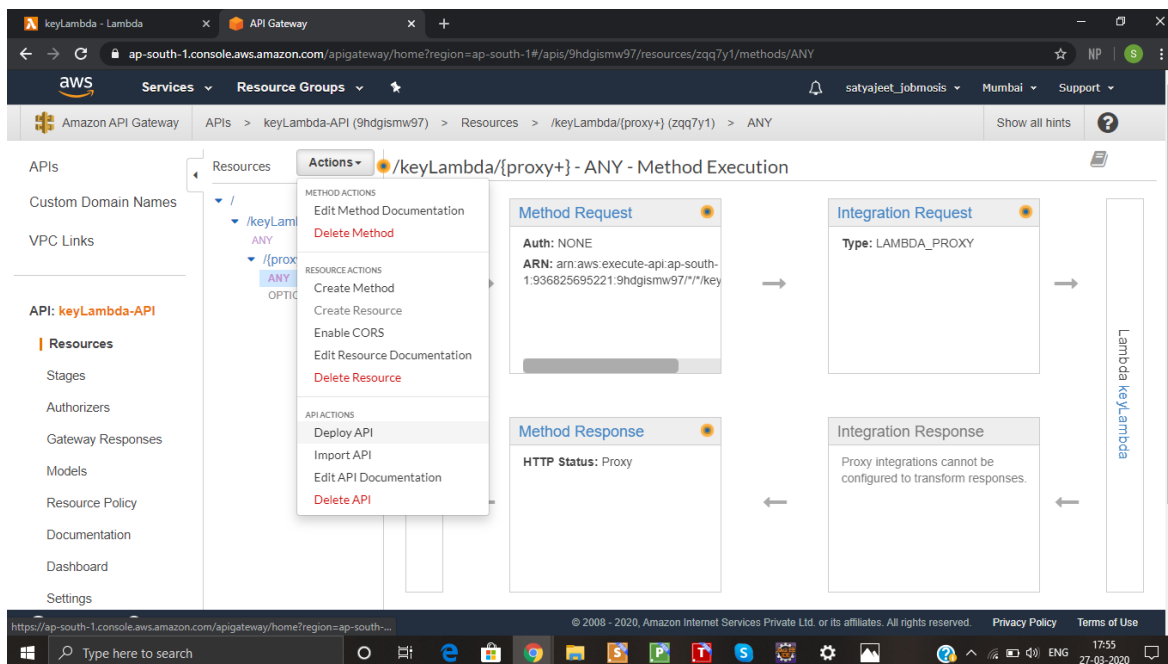 keyLambda - Lambda
API Gateway
ap-south-1.console.aws.amazon.com/apigateway/home?region=ap-south-1#/apis/9hdgismw97/resources/zqq7y1/methods/ANY
NP
S
aws
Services
Resource Groups
satyajeet_jobmosis
Mumbai
Support
Amazon API Gateway
APIs > keyLambda-API (9hdgismw97) > Resources > /keyLambda/{proxy+} (zqq7y1) > ANY
Show all hints
?
APIs
Custom Domain Names
VPC Links
API: keyLambda-API
Resources
Stages
Authorizers
Gateway Responses
Models
Resource Policy
Documentation
Dashboard
Settings
Resources
Actions
/
/keyLam
ANY
/{prox
ANY
OPTIO
METHOD ACTIONS
Edit Method Documentation
Delete Method
RESOURCE ACTIONS
Create Method
Create Resource
Enable CORS
Edit Resource Documentation
Delete Resource
API ACTIONS
Deploy API
Import API
Edit API Documentation
Delete API
/keyLambda/{proxy+} - ANY - Method Execution
Method Request
Auth: NONE
ARN: arn:aws:execute-api:ap-south-
1:936825695221:9hdgismw97/*/*/key
Integration Request
Type: LAMBDA_PROXY
Method Response
HTTP Status: Proxy
Integration Response
Proxy integrations cannot be
configured to transform responses.
Lambda keyLambda
https://ap-south-1.console.aws.amazon.com/apigateway/home?region=ap-south-...
© 2008 - 2020, Amazon Internet Services Private Ltd. or its affiliates. All rights reserved.
Privacy Policy
Terms of Use
Type here to search
S
P
T
S
ENG
17:55
27-03-2020